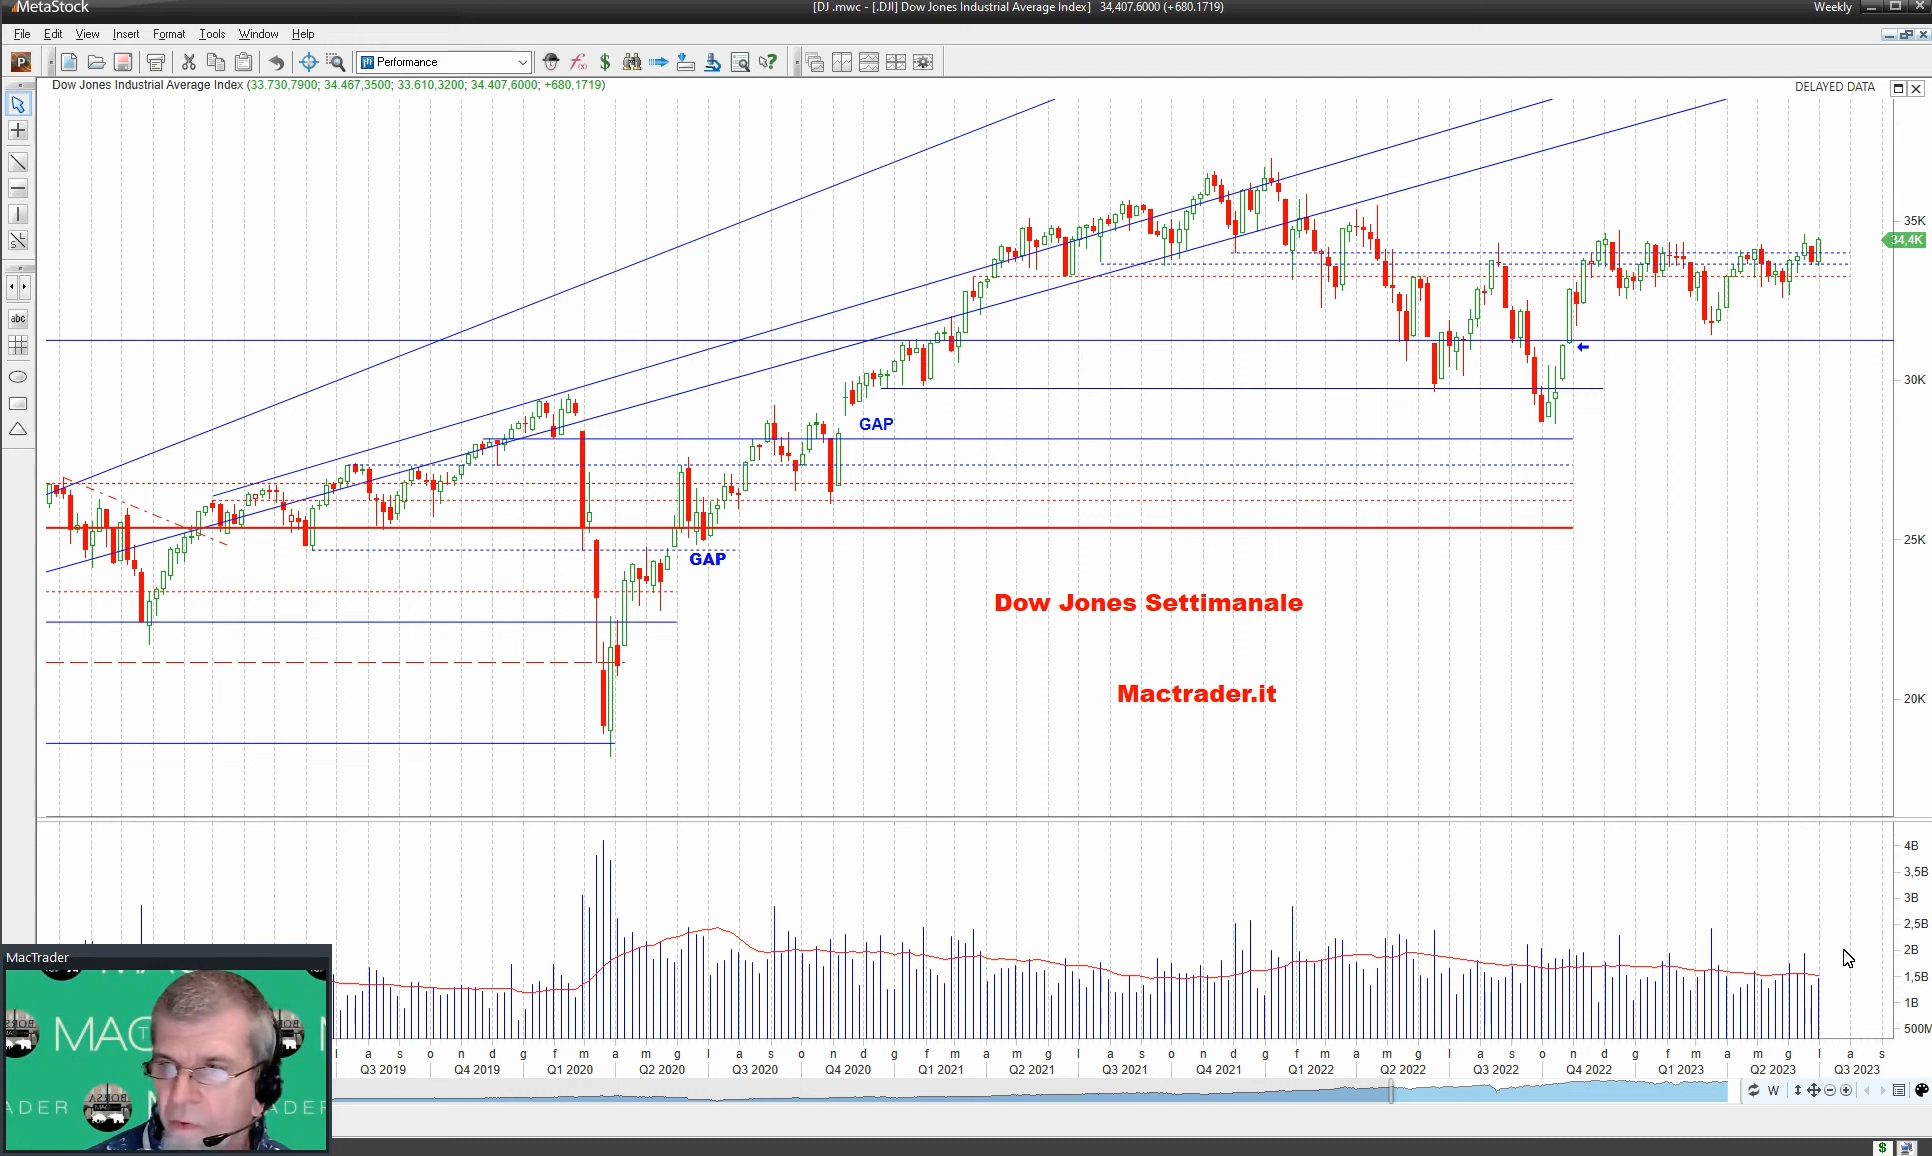 MetaStock
[DJ .mwc - [.DJI] Dow Jones Industrial Average Index] 34,407.6000 (+680.1719)
Weekly
File Edit View Insert Format Tools Window Help
P
Performance
Dow Jones Industrial Average Index (33.730,7900; 34.467,3500; 33.610,3200; 34.407,6000; +680,1719)
DELAYED DATA
abc
35K
34,4K
30K
25K
20K
GAP
GAP
Dow Jones Settimanale
Mactrader.it
4B
3,5B
3B
2,5B
2B
1,5B
1B
500M
MacTrader
MAC
ADER
l a s o n d g f m a m g l a s o n d g f m a m l a s o n d g f m a m g l a s o n d g f m a m g l a s
Q3 2019 Q4 2019 Q1 2020 Q2 2020 Q3 2020 Q4 2020 Q1 2021 Q2 2021 Q3 2021 Q4 2021 Q1 2022 Q2 2022 Q3 2022 Q4 2022 Q1 2023 Q2 2023 Q3 2023
W